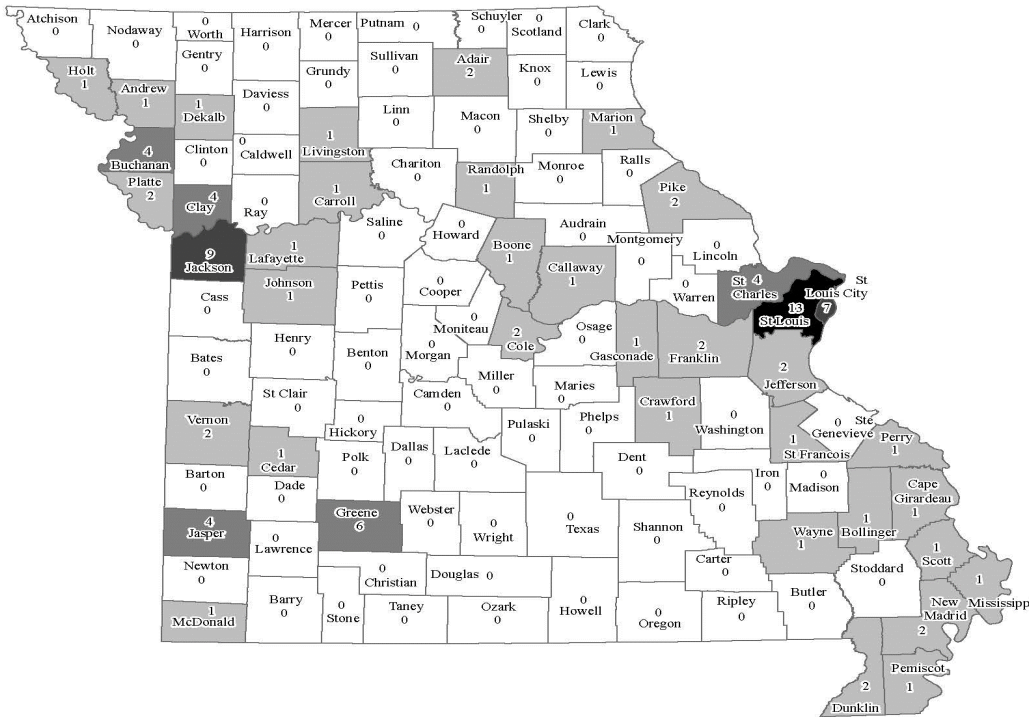 Atchison
0
Nodaway
0
0
Worth
Harrison
0
Mercer
0
Putnam 0
Schuyler
0
0
Scotland
Clark
0
Holt
1
Andrew
1
Gentry
0
1
Dekalb
Daviess
0
Grundy
0
Sullivan
0
Adair
2
Knox
0
Lewis
0
4
Buchanan
Clinton
0
0
Caldwell
1
Livingston
Linn
0
Macon
0
Shelby
0
Marion
1
Platte
2
4
Clay
0
Ray
1
Carroll
Chariton
0
Randolph
1
Monroe
0
Ralls
0
Pike
2
9
Jackson
1
Lafayette
Saline
0
0
Howard
Boone
1
Audrain
0
Callaway
1
Montgomery
0
0
Lincoln
0
Warren
St
Charles
4
St
Louis City
7
13
St Louis
Cass
0
Johnson
1
Pettis
0
0
Cooper
0
Moniteau
2
Cole
Osage
0
1
Gasconade
2
Franklin
2
Jefferson
Bates
0
Henry
0
Benton
0
0
Morgan
Miller
0
Maries
0
Crawford
1
0
Washington
0
Ste
Genevieve
1
St Francois
Perry
1
Vernon
2
St Clair
0
0
Hickory
Camden
0
Pulaski
0
Phelps
0
1
Cedar
Polk
0
Dallas
0
Laclede
0
Dent
0
Iron
0
0
Madison
Barton
0
Dade
0
Reynolds
0
Cape
Girardeau
1
4
Jasper
0
Lawrence
Greene
6
Webster
0
0
Wright
0
Texas
Shannon
0
Wayne
1
1
Bollinger
1
Scott
Newton
0
0
Christian
Douglas 0
Carter
0
Stoddard
0
1
Mississipp
1
McDonald
Barry
0
0
Stone
Taney
0
Ozark
0
0
Howell
0
Oregon
Ripley
0
Butler
0
New
Madrid
2
Pemiscot
1
2
Dunklin